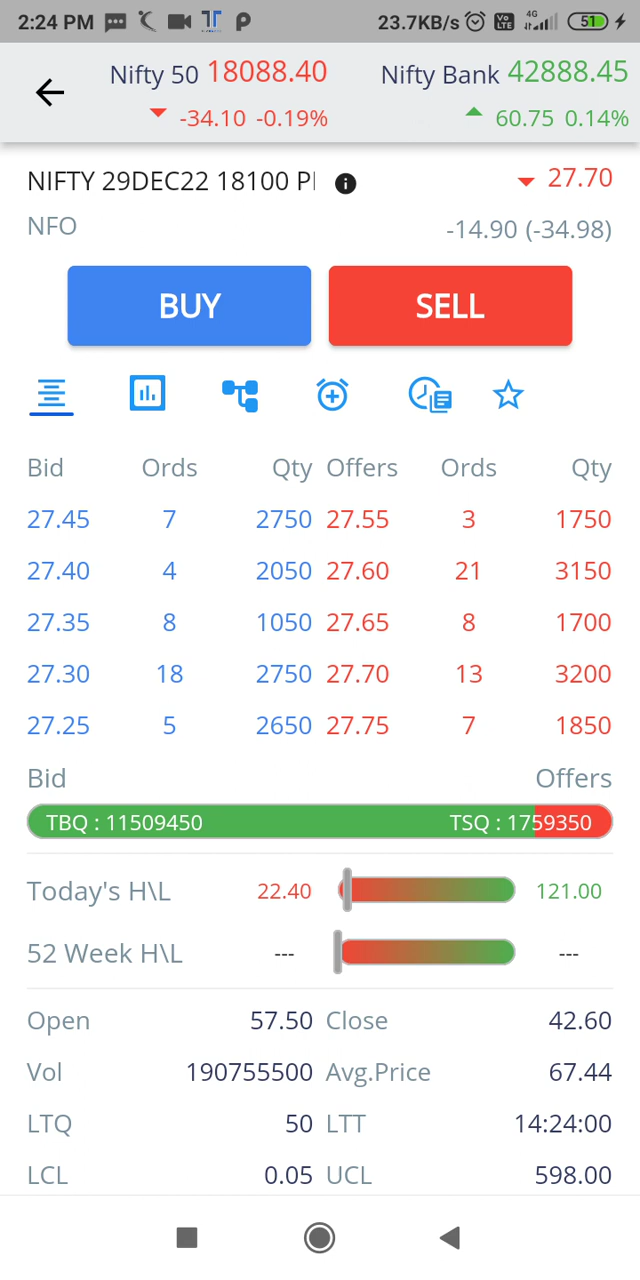 2:24 PM 23.7KB/s Vo LTE 4G 51
Nifty 50 18088.40 Nifty Bank 42888.45
-34.10 -0.19% 60.75 0.14%
NIFTY 29DEC22 18100 27.70
NFO -14.90 (-34.98)
BUY SELL
Bid Ords Qty Offers Ords Qty
27.45 7 2750 27.55 3 1750
27.40 4 2050 27.60 21 3150
27.35 8 1050 27.65 8 1700
27.30 18 2750 27.70 13 3200
27.25 5 2650 27.75 7 1850
Bid Offers
TBQ : 11509450 TSQ : 1759350
Today's H\L 22.40 121.00
52 Week H\L --- ---
Open 57.50 Close 42.60
Vol 190755500 Avg.Price 67.44
LTQ 50 LTT 14:24:00
LCL 0.05 UCL 598.00